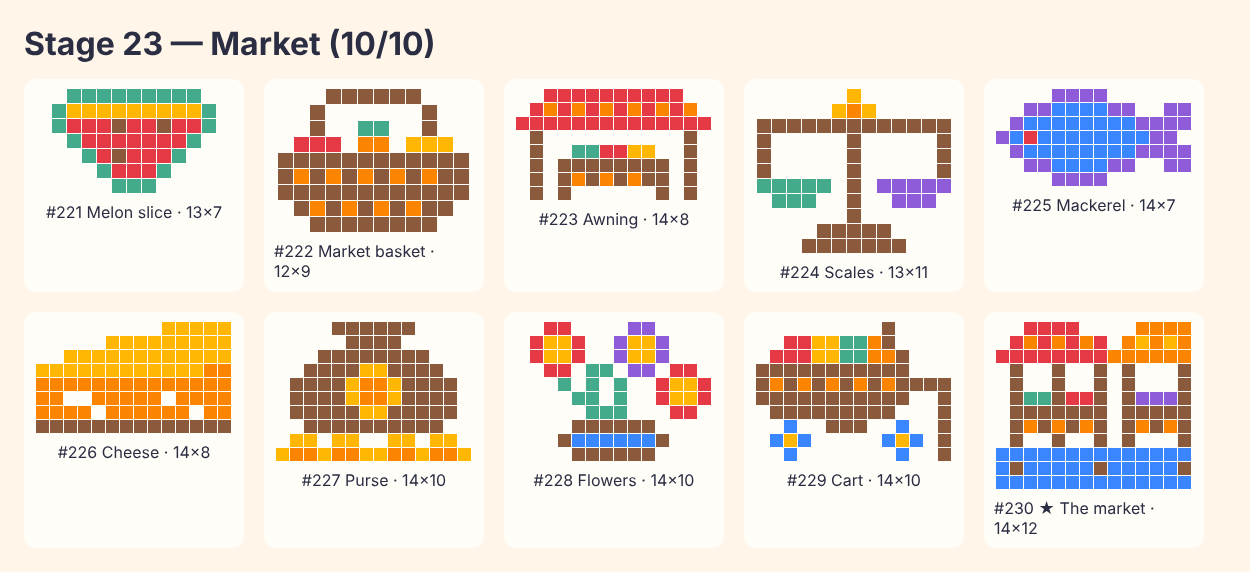 Stage 23 — Market (10/10)
#221 Melon slice · 13×7
#222 Market basket ·
12×9
#223 Awning · 14×8
#224 Scales · 13×11
#225 Mackerel · 14×7
#226 Cheese · 14×8
#227 Purse · 14×10
#228 Flowers · 14×10
#229 Cart · 14×10
#230 ★ The market ·
14×12